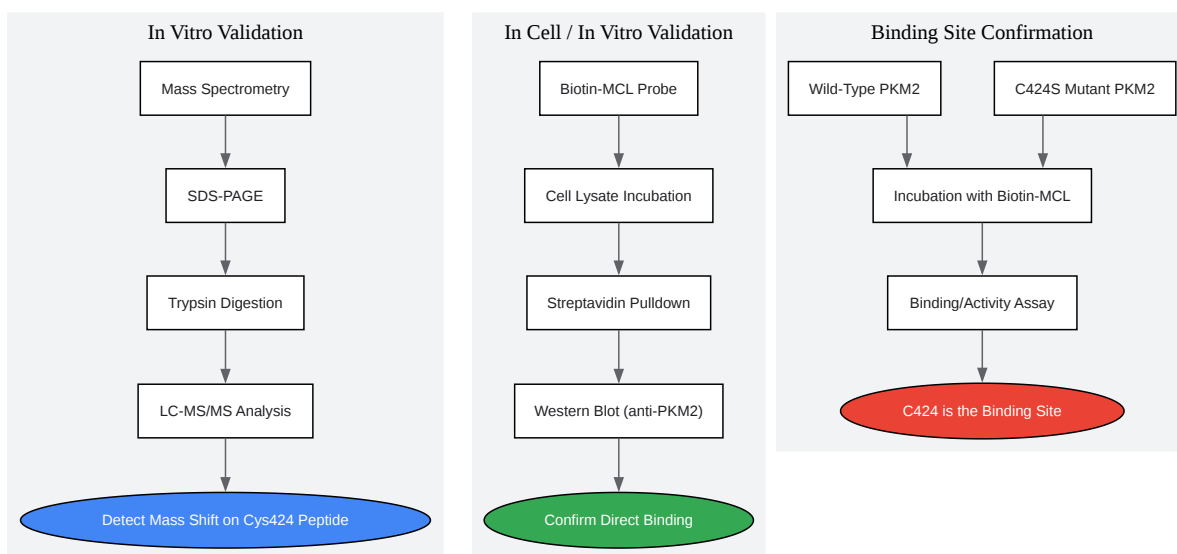 In Vitro Validation
Mass Spectrometry
SDS-PAGE
Trypsin Digestion
LC-MS/MS Analysis
Detect Mass Shift on Cys424 Peptide
In Cell / In Vitro Validation
Biotin-MCL Probe
Cell Lysate Incubation
Streptavidin Pulldown
Western Blot (anti-PKM2)
Confirm Direct Binding
Binding Site Confirmation
Wild-Type PKM2
C424S Mutant PKM2
Incubation with Biotin-MCL
Binding/Activity Assay
C424 is the Binding Site